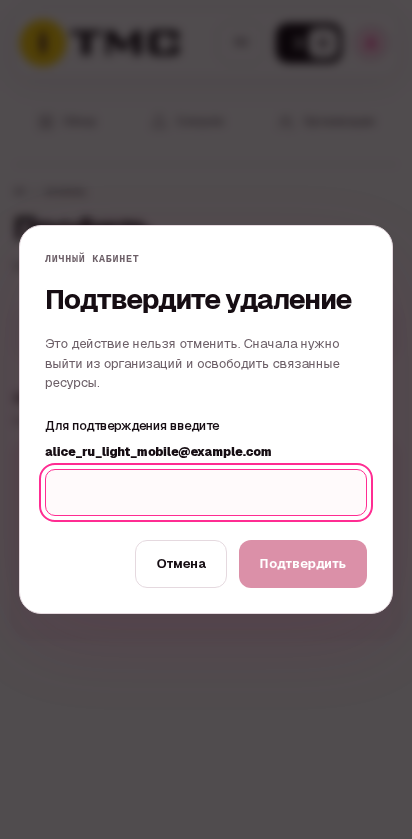 TMC
ЛИЧНЫЙ КАБИНЕТ
Подтвердите удаление
Это действие нельзя отменить. Сначала нужно
выйти из организаций и освободить связанные
ресурсы.
Для подтверждения введите
alice_ru_light_mobile@example.com
Отмена
Подтвердить